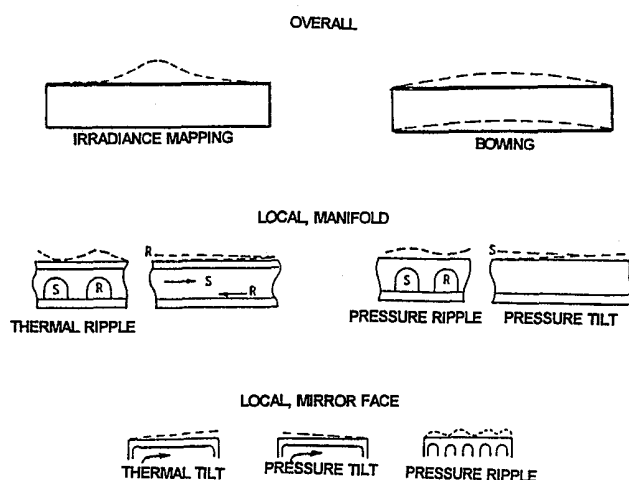 OVERALL
IRRADIANCE MAPPING
BOWING
LOCAL, MANIFOLD
R
S
S R
S
R
S R
THERMAL RIPPLE
PRESSURE RIPPLE
PRESSURE TILT
LOCAL, MIRROR FACE
THERMAL TILT
PRESSURE TILT
PRESSURE RIPPLE